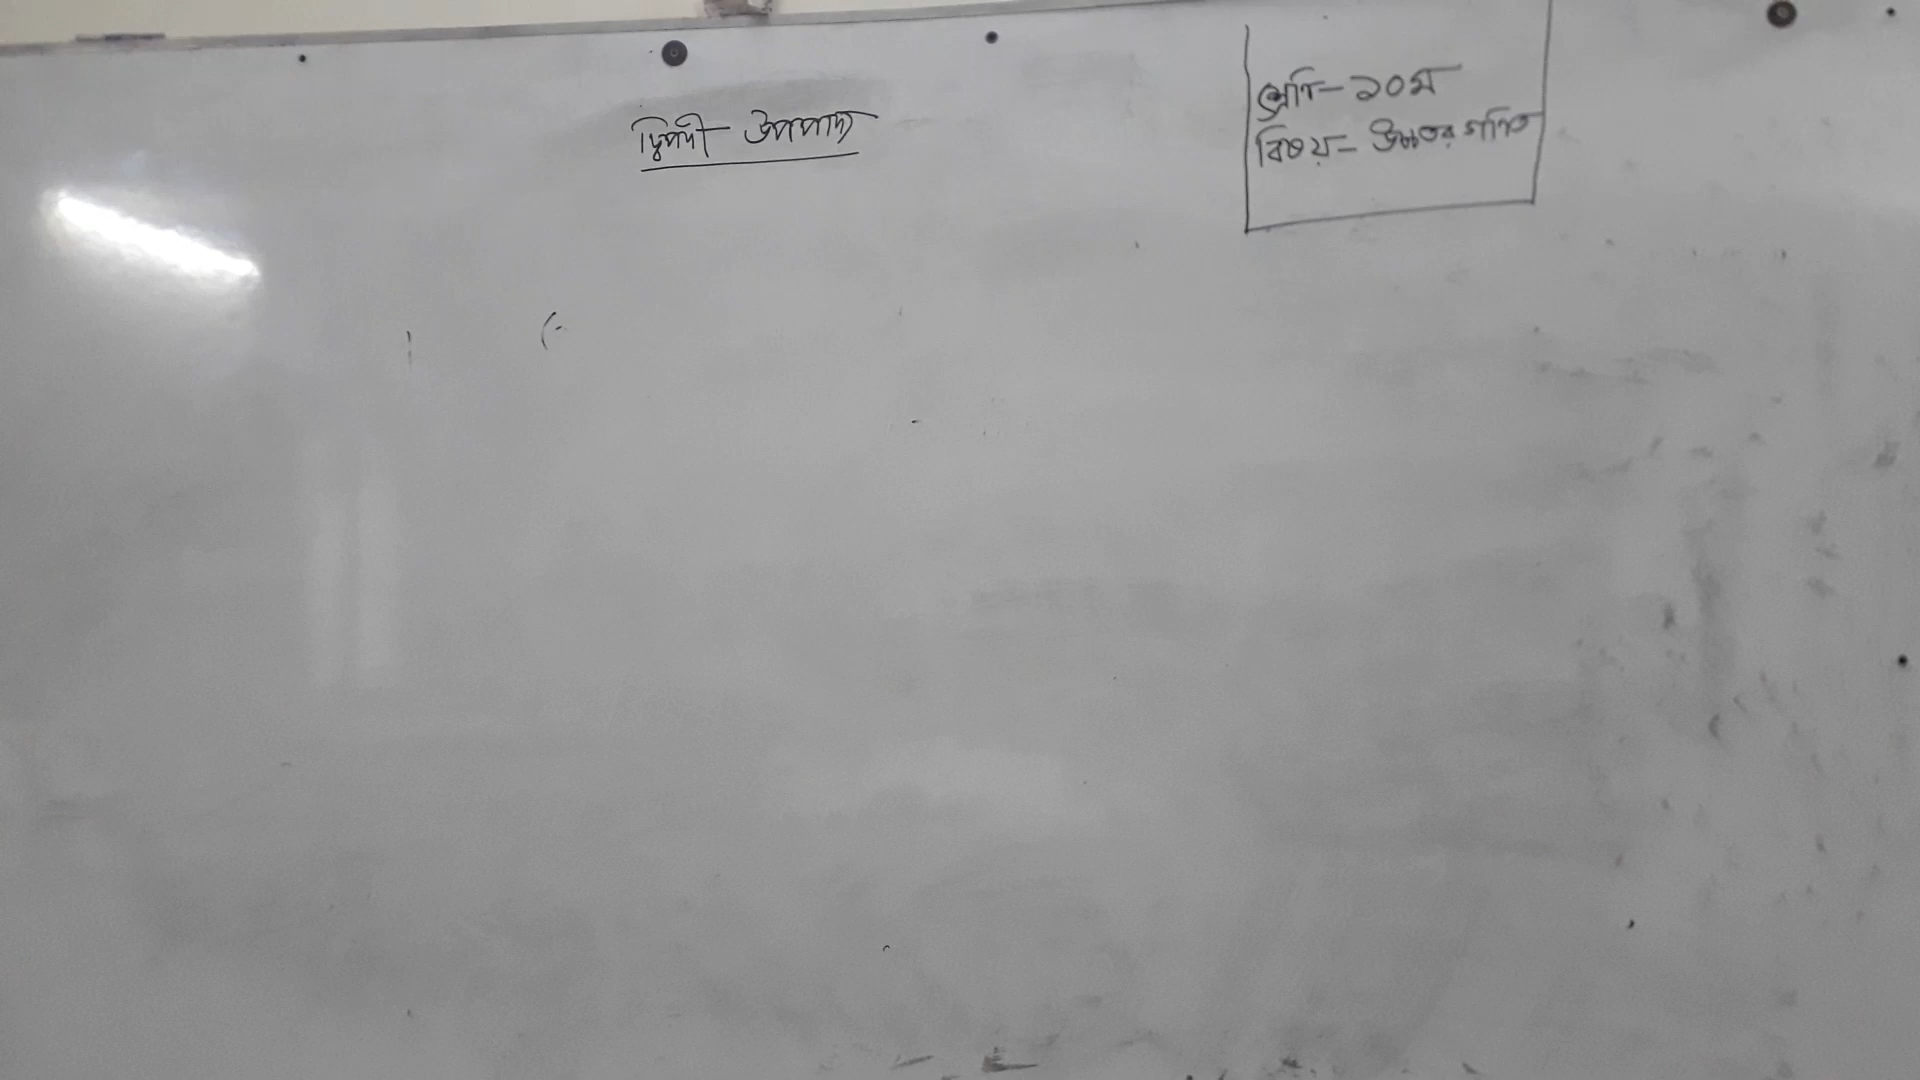 দ্বিপদী উপপাদ্য
শ্রেণি- ১০ম
বিষয়- উচ্চতর গণিত